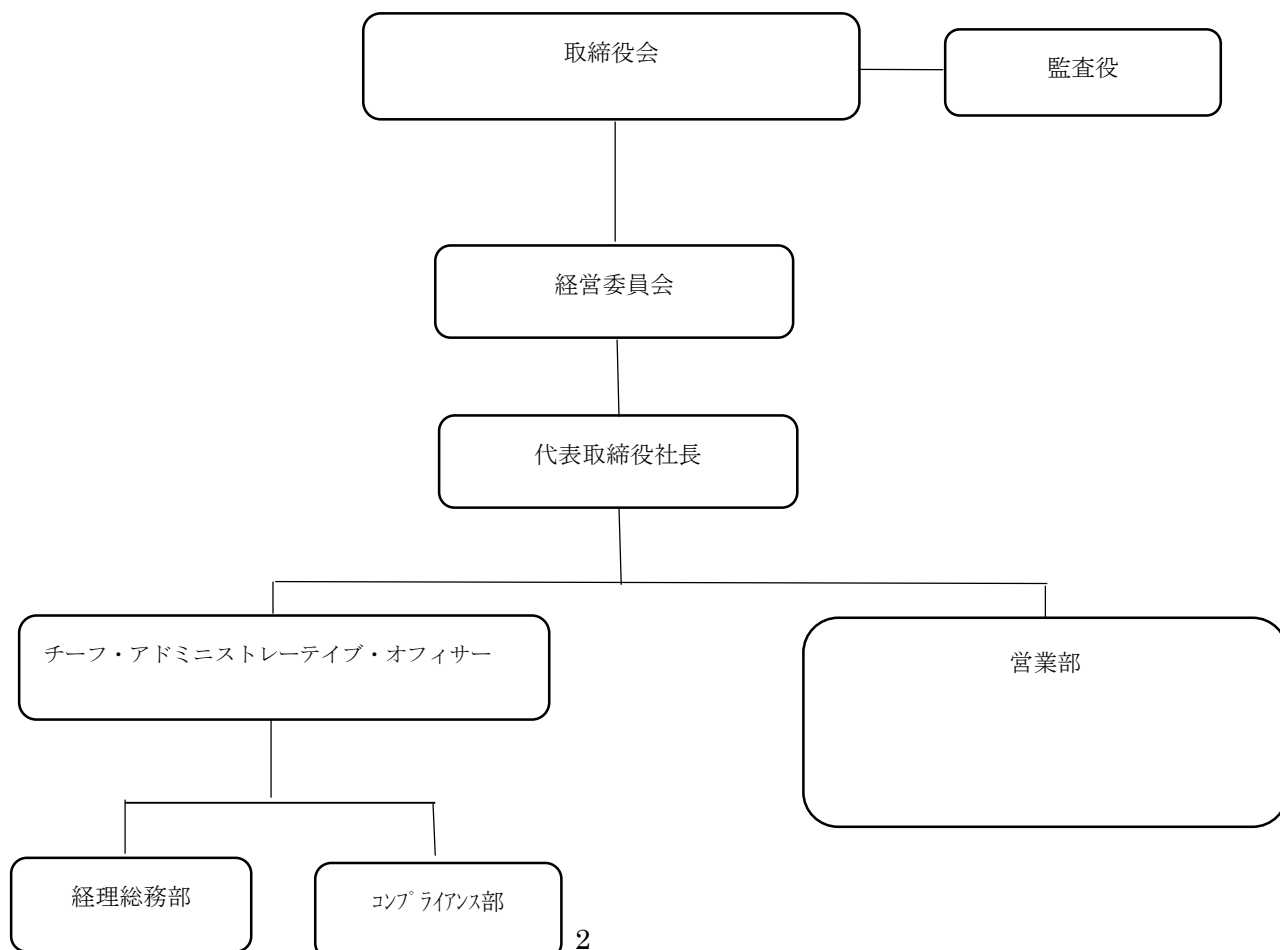 取締役会
監査役
経営委員会
代表取締役社長
チーフ・アドミニストレーテイブ・オフィサー
営業部
経理総務部
ｺﾝﾌﾟﾗｲｱﾝｽ部
2